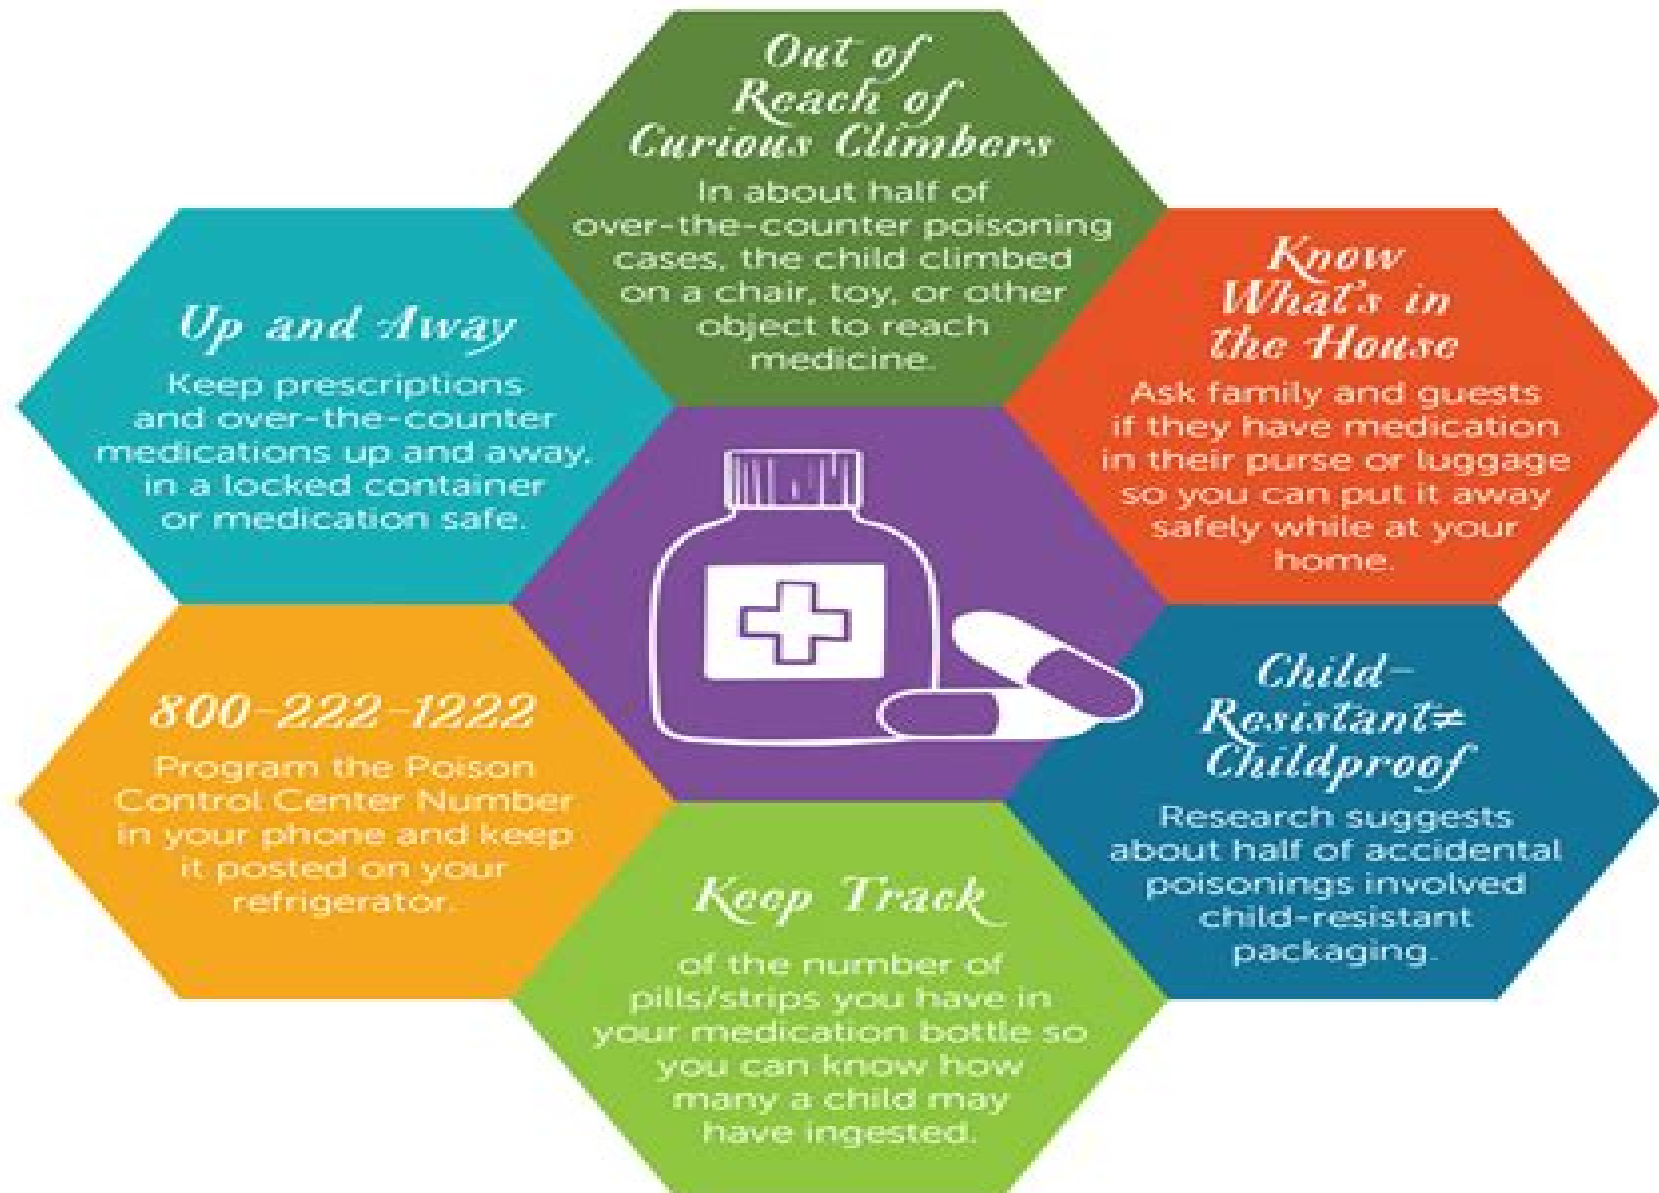 Out of
Reach of
Curious Climbers
In about half of
over-the-counter poisoning
cases, the child climbed
on a chair, toy, or other
object to reach
medicine.
Know
What's in
the House
Ask family and guests
if they have medication
in their purse or luggage
so you can put it away
safely while at your
home.
Child-
Resistant≠
Childproof
Research suggests
about half of accidental
poisonings involved
child-resistant
packaging.
Keep Track
of the number of
pills/strips you have in
your medication bottle so
you can know how
many a child may
have ingested.
800-222-1222
Program the Poison
Control Center Number
in your phone and keep
it posted on your
refrigerator.
Up and Away
Keep prescriptions
and over-the-counter
medications up and away,
in a locked container
or medication safe.